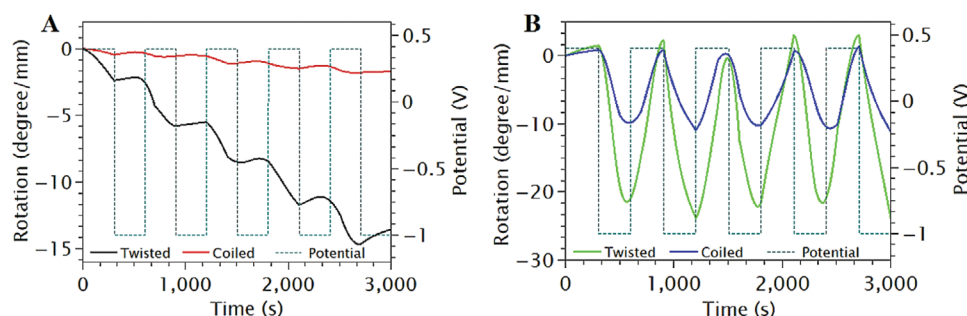 A
Rotation (degree/mm)
0
−5
−10
−15
0.5
0
−0.5
−1
Potential (V)
Twisted Coiled Potential
0 1,000 2,000 3,000
Time (s)
B
Rotation (degree/mm)
10
0
−10
−20
−30
0.5
0
−0.5
−1
Potential (V)
Twisted Coiled Potential
0 1,000 2,000 3,000
Time (s)